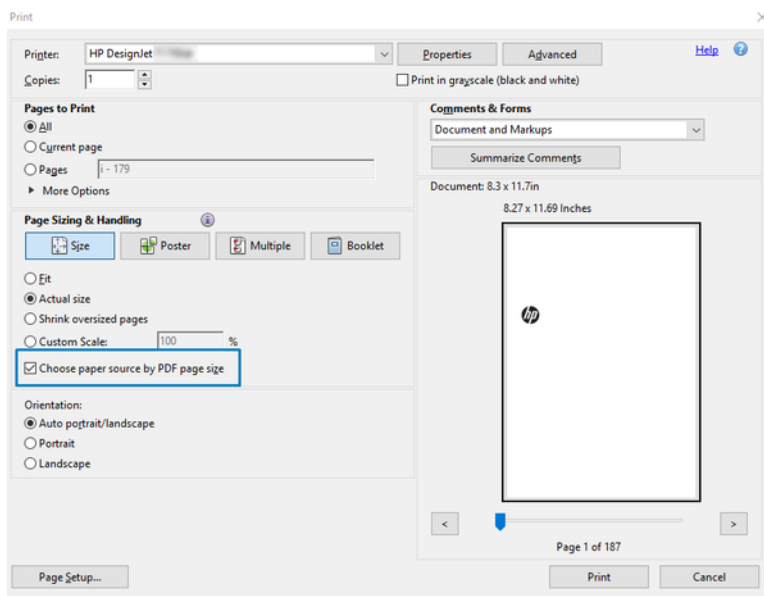 Print
Printer: HP DesignJet
Properties
Advanced
Help
Copies: 1
Print in grayscale (black and white)
Pages to Print
All
Current page
Pages i - 179
More Options
Comments & Forms
Document and Markups
Summarize Comments
Page Sizing & Handling
Size
Poster
Multiple
Booklet
Fit
Actual size
Shrink oversized pages
Custom Scale: 100 %
Choose paper source by PDF page size
Orientation:
Auto portrait/landscape
Portrait
Landscape
Document: 8.3 x 11.7in
8.27 x 11.69 Inches
hp
<
>
Page 1 of 187
Page Setup...
Print
Cancel